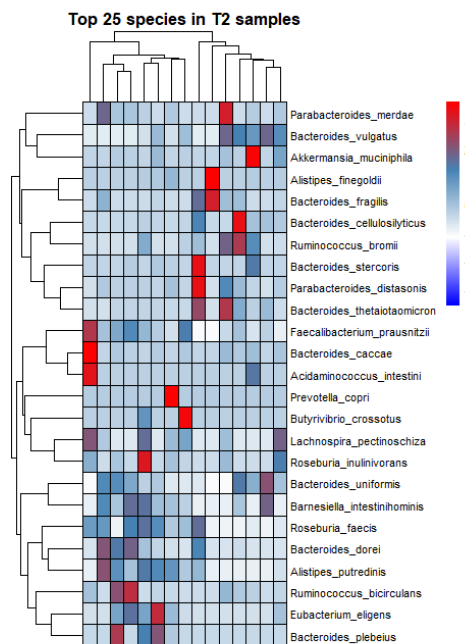 Top 25 species in T2 samples
Parabacteroides_merdae
Bacteroides_vulgatus
Akkermansia_muciniphila
Alistipes_finegoldii
Bacteroides_fragilis
Bacteroides_cellulosilyticus
Ruminococcus_bromii
Bacteroides_stercoris
Parabacteroides_distasonis
Bacteroides_thetaiotaomicron
Faecalibacterium_prausnitzii
Bacteroides_caccae
Acidaminococcus_intestini
Prevotella_copri
Butyrivibrio_crossotus
Lachnospira_pectinoschiza
Roseburia_inulinivorans
Bacteroides_uniformis
Barnesiella_intestinihominis
Roseburia_faecis
Bacteroides_dorei
Alistipes_putredinis
Ruminococcus_bicirculans
Eubacterium_eligens
Bacteroides_plebeius